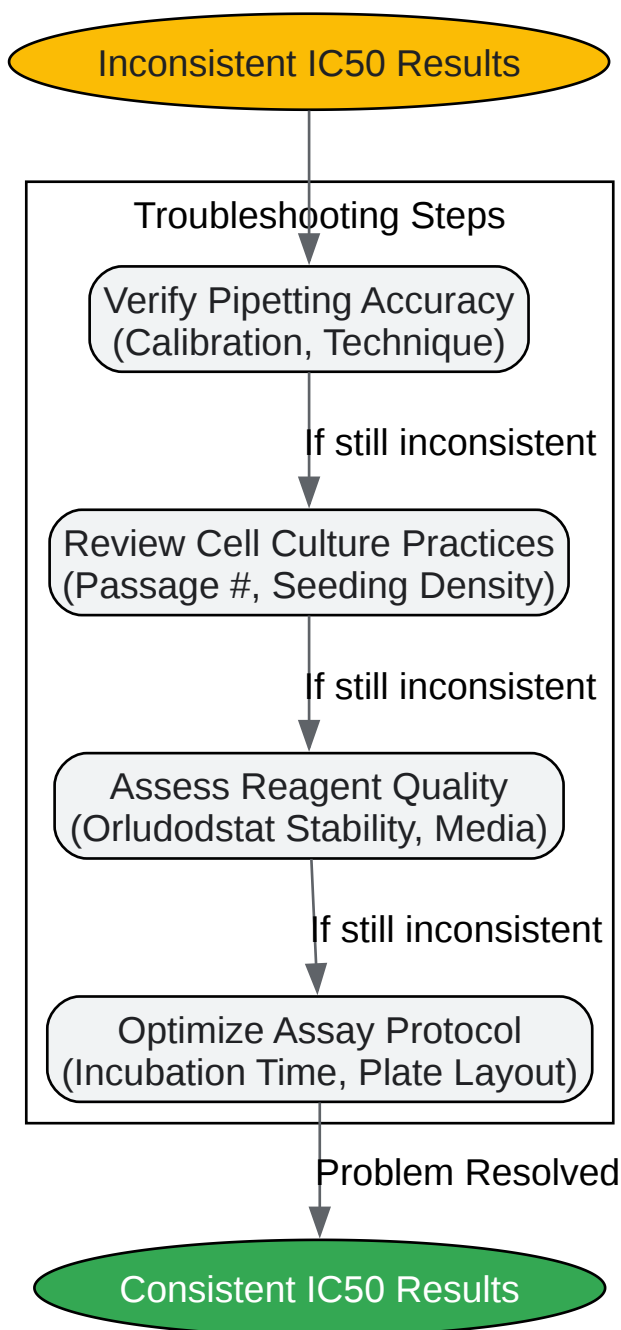 Inconsistent IC50 Results
Troubleshooting Steps
Verify Pipetting Accuracy
(Calibration, Technique)
If still inconsistent
Review Cell Culture Practices
(Passage #, Seeding Density)
If still inconsistent
Assess Reagent Quality
(Orludodstat Stability, Media)
If still inconsistent
Optimize Assay Protocol
(Incubation Time, Plate Layout)
Problem Resolved
Consistent IC50 Results